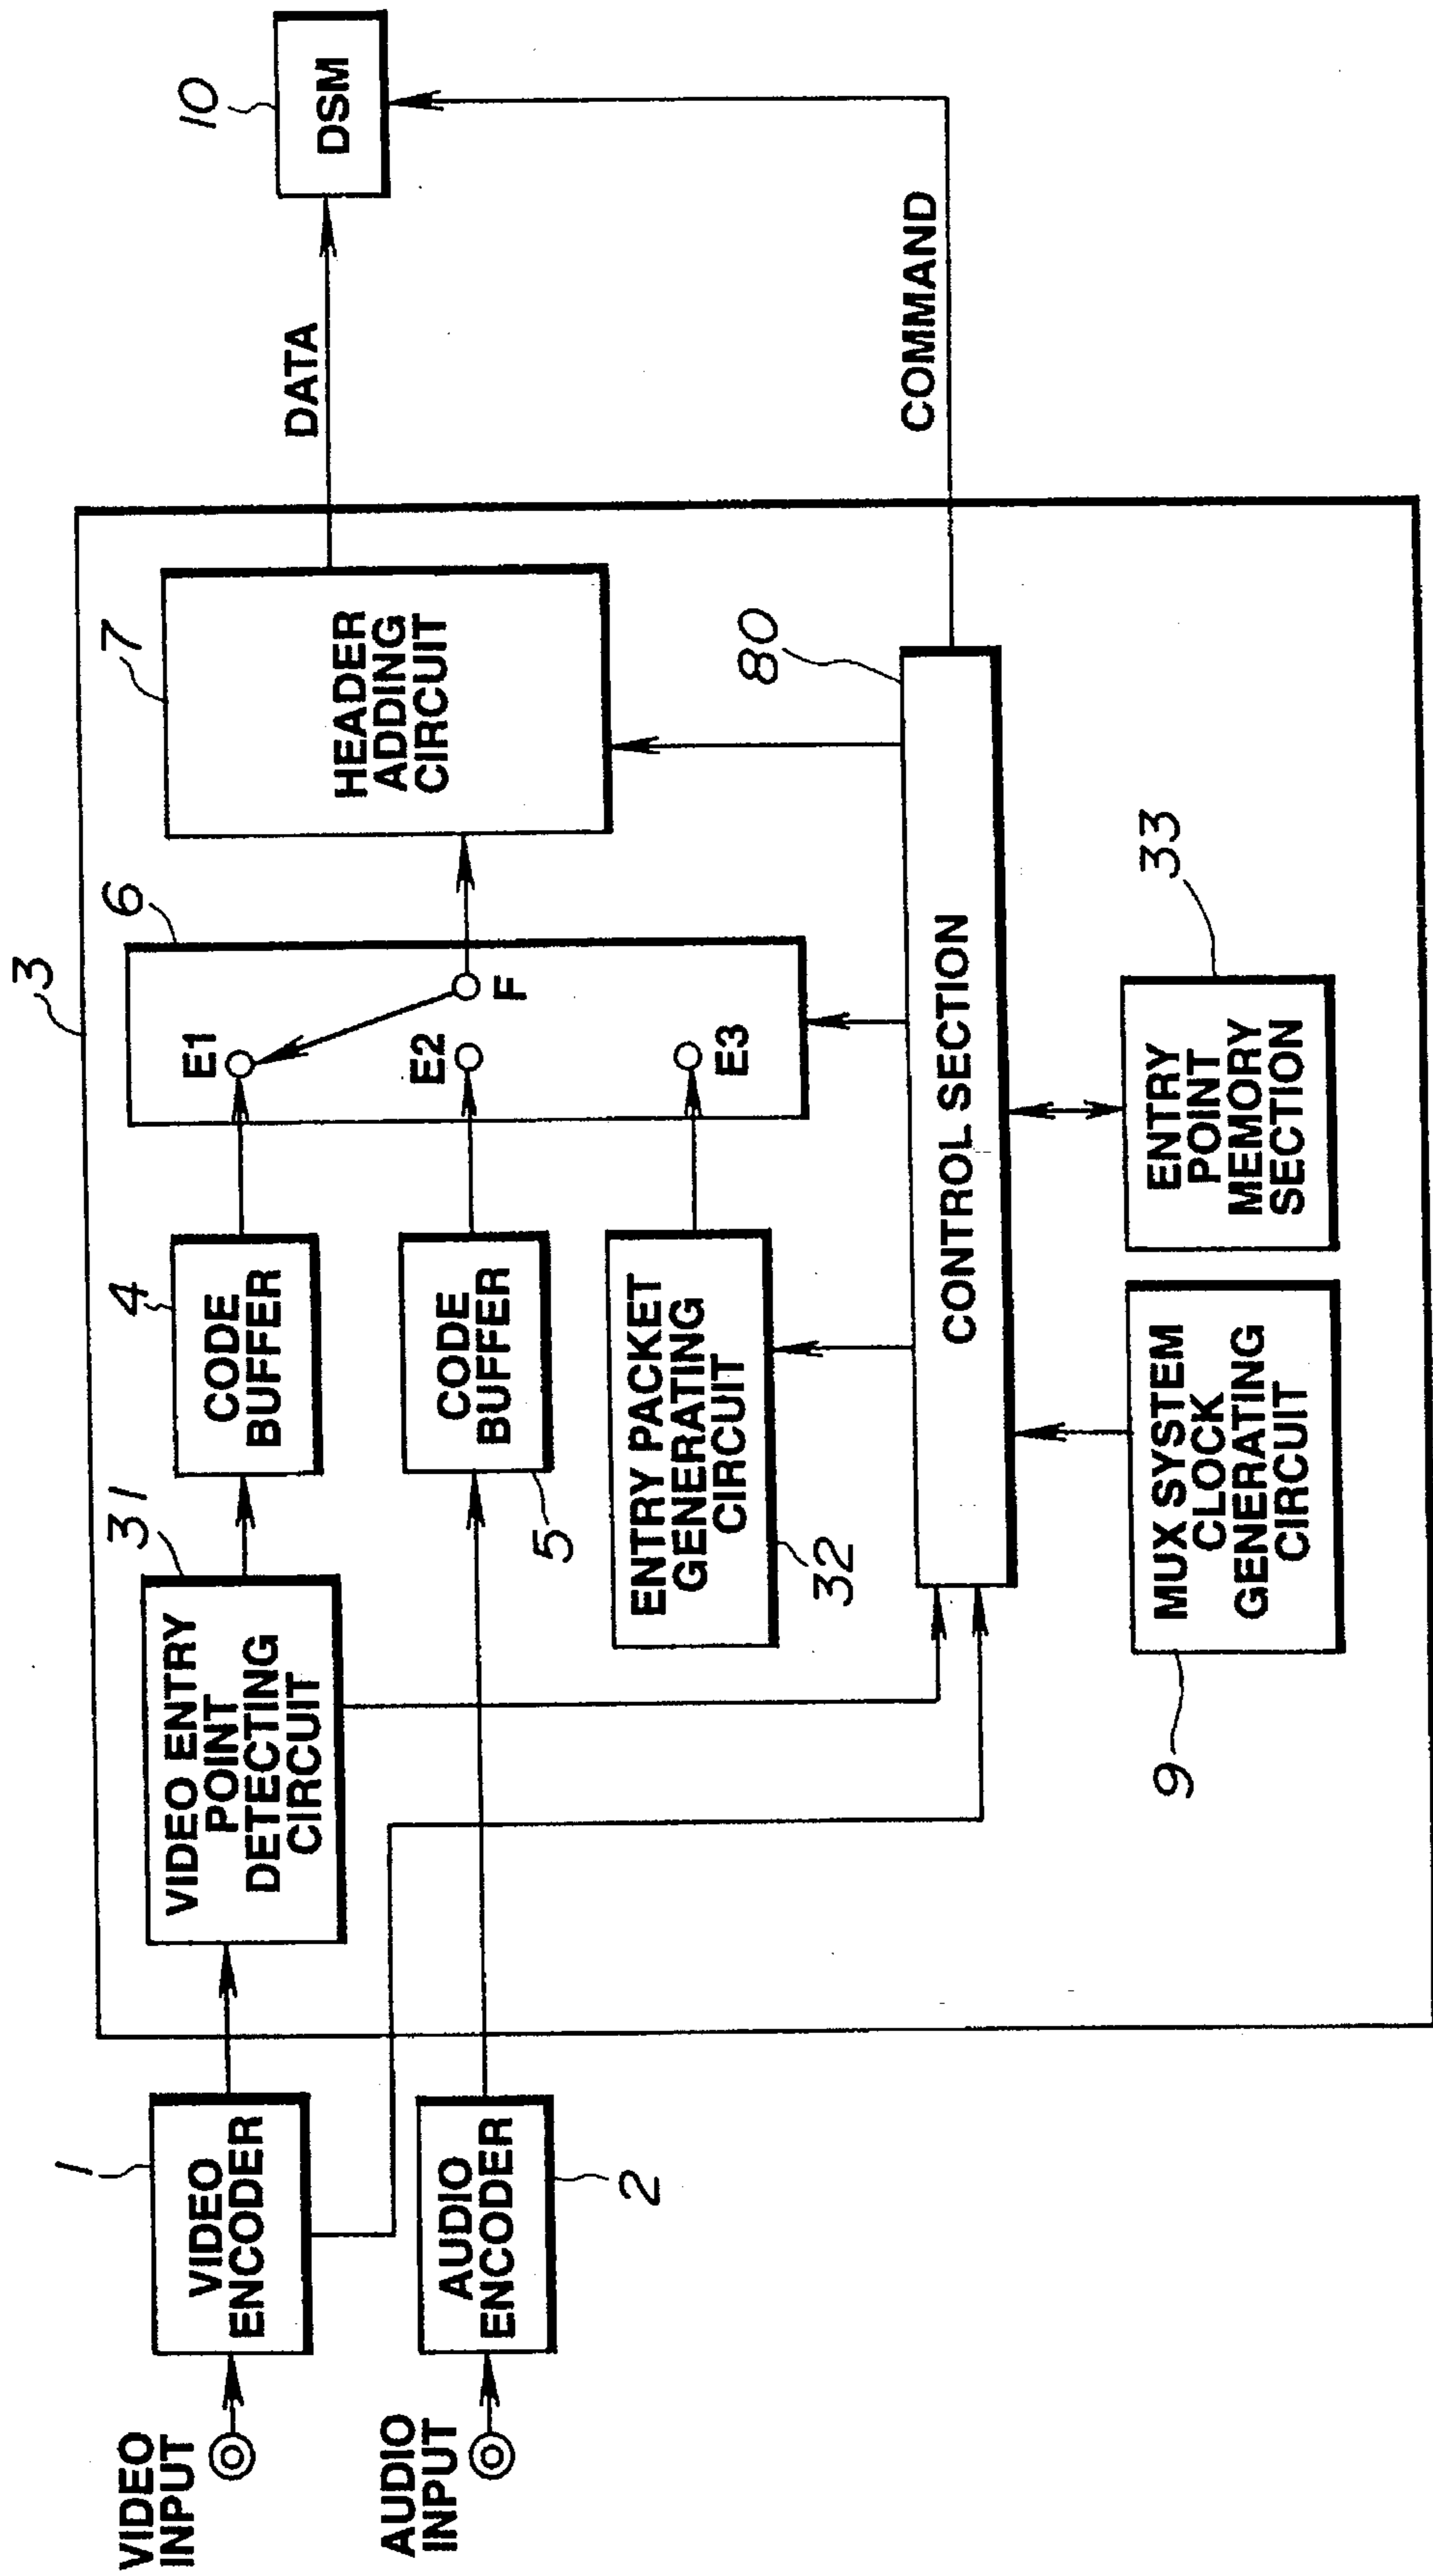 VIDEO
INPUT
AUDIO
INPUT
1
VIDEO
ENCODER
AUDIO
ENCODER
2
3
31
VIDEO ENTRY
POINT
DETECTING
CIRCUIT
4
CODE
BUFFER
CODE
BUFFER
5
ENTRY PACKET
GENERATING
CIRCUIT
32
6
E1
E2
E3
F
7
HEADER
ADDING
CIRCUIT
80
CONTROL SECTION
MUX SYSTEM
CLOCK
GENERATING
CIRCUIT
9
ENTRY
POINT
MEMORY
SECTION
33
DATA
COMMAND
10
DSM